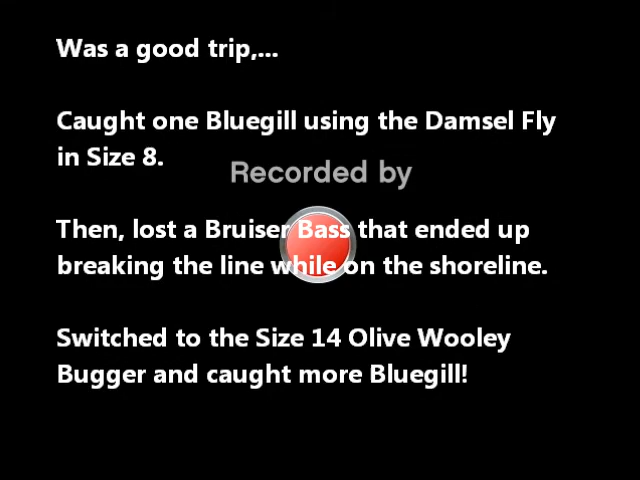 Was a good trip,...
Caught one Bluegill using the Damsel Fly
in Size 8.
Recorded by
Then, lost a Bruiser Bass that ended up
breaking the line while on the shoreline.
Switched to the Size 14 Olive Wooley
Bugger and caught more Bluegill!